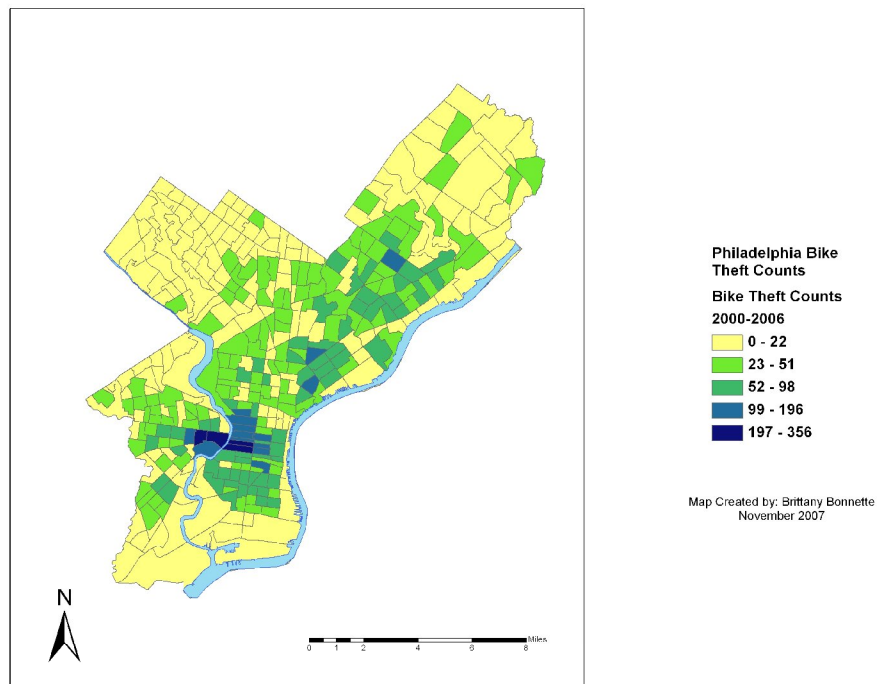 Philadelphia Bike
Theft Counts
Bike Theft Counts
2000-2006
0 - 22
23 - 51
52 - 98
99 - 196
197 - 356
Map Created by: Brittany Bonnette
November 2007
N
Miles
0 1 2 4 6 8